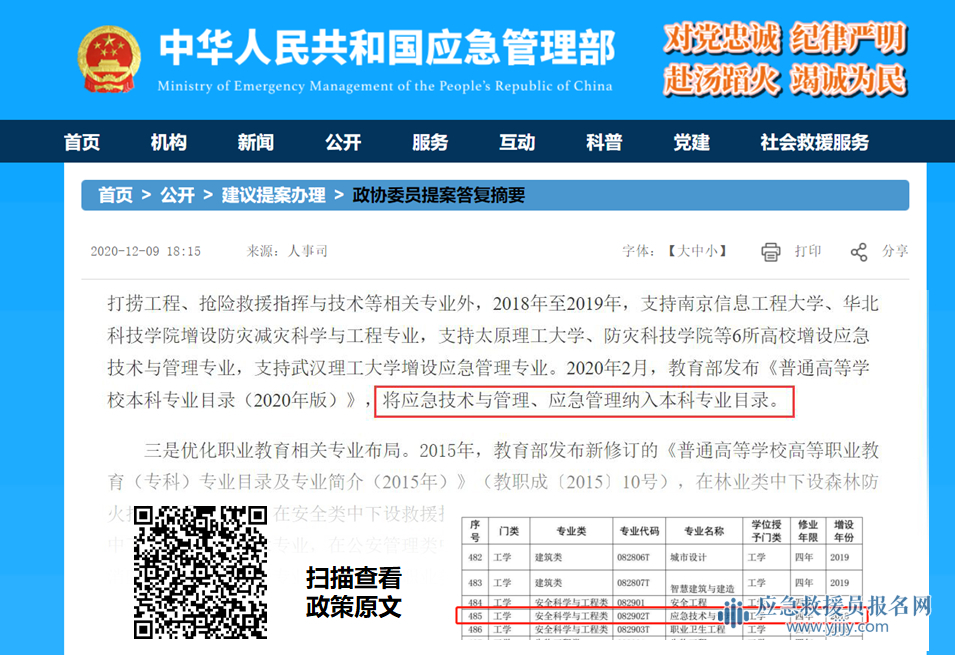 中华人民共和国应急管理部
Ministry of Emergency Management of the People's Republic of China
对党忠诚 纪律严明
赴汤蹈火 竭诚为民
首页 机构 新闻 公开 服务 互动 科普 党建 社会救援服务
首页 > 公开 > 建议提案办理 > 政协委员提案答复摘要
2020-12-09 18:15 来源：人事司 字体：【大中小】 打印 分享
打捞工程、抢险救援指挥与技术等相关专业外，2018年至2019年，支持南京信息工程大学、华北
科技学院增设防灾减灾科学与工程专业，支持太原理工大学、防灾科技学院等6所高校增设应急
技术与管理专业，支持武汉理工大学增设应急管理专业。2020年2月，教育部发布《普通高等学
校本科专业目录（2020年版）》，将应急技术与管理、应急管理纳入本科专业目录。
三是优化职业教育相关专业布局。2015年，教育部发布新修订的《普通高等学校高等职业教
育（专科）专业目录及专业简介（2015年）》（教职成〔2015〕10号），在林业类中下设森林防
在安全类中下设救援
专业，在公安管理类
扫描查看
政策原文
序号 门类 专业类 专业代码 专业名称 学位授予门类 修业年限 增设年份
482 工学 建筑类 082806T 城市设计 工学 四年 2019
483 工学 建筑类 082807T 智慧建筑与建造 工学 四年 2019
484 工学 安全科学与工程类 082901 安全工程
485 工学 安全科学与工程类 082902T 应急技术与
486 工学 安全科学与工程类 082903T 职业卫生工程
应急救援员报名网
www.yjijy.com